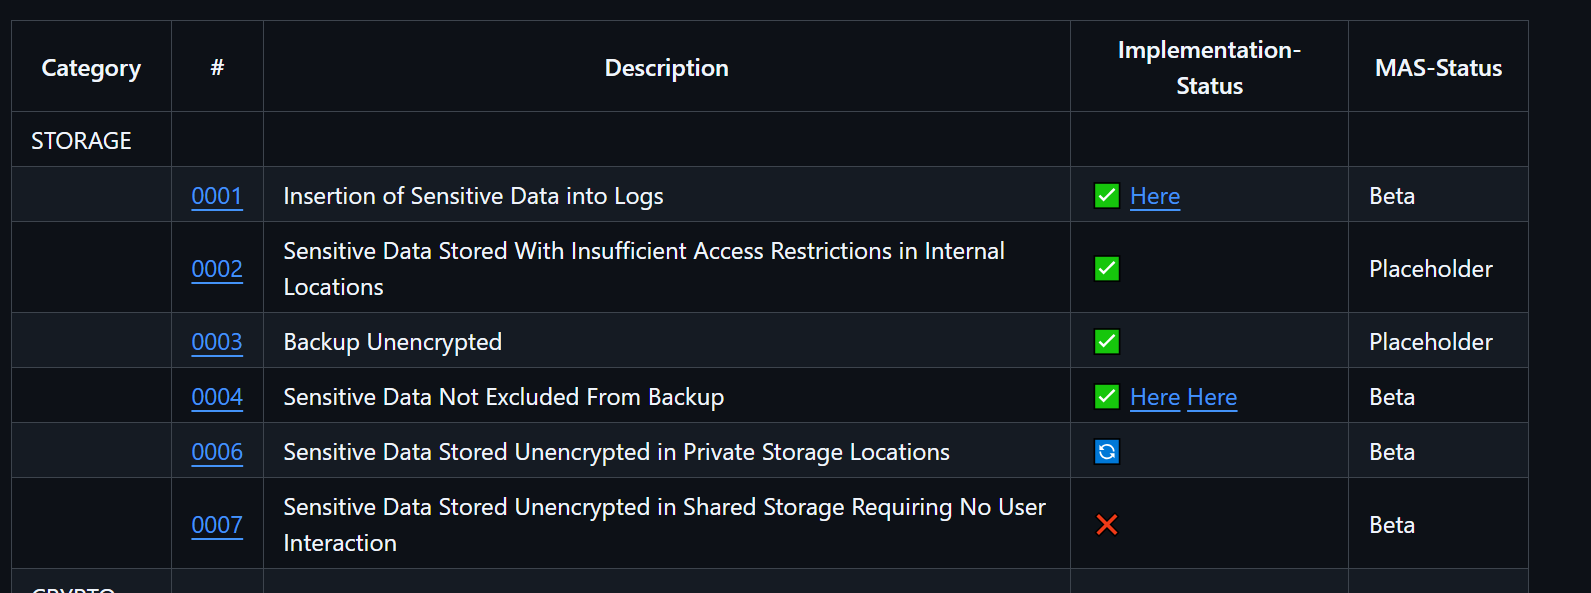 Category # Description Implementation-
Status MAS-Status
STORAGE
0001 Insertion of Sensitive Data into Logs ✅ Here Beta
0002 Sensitive Data Stored With Insufficient Access Restrictions in Internal
Locations ✅ Placeholder
0003 Backup Unencrypted ✅ Placeholder
0004 Sensitive Data Not Excluded From Backup ✅ Here Here Beta
0006 Sensitive Data Stored Unencrypted in Private Storage Locations 🔄 Beta
0007 Sensitive Data Stored Unencrypted in Shared Storage Requiring No User
Interaction ❌ Beta
CRYPTO